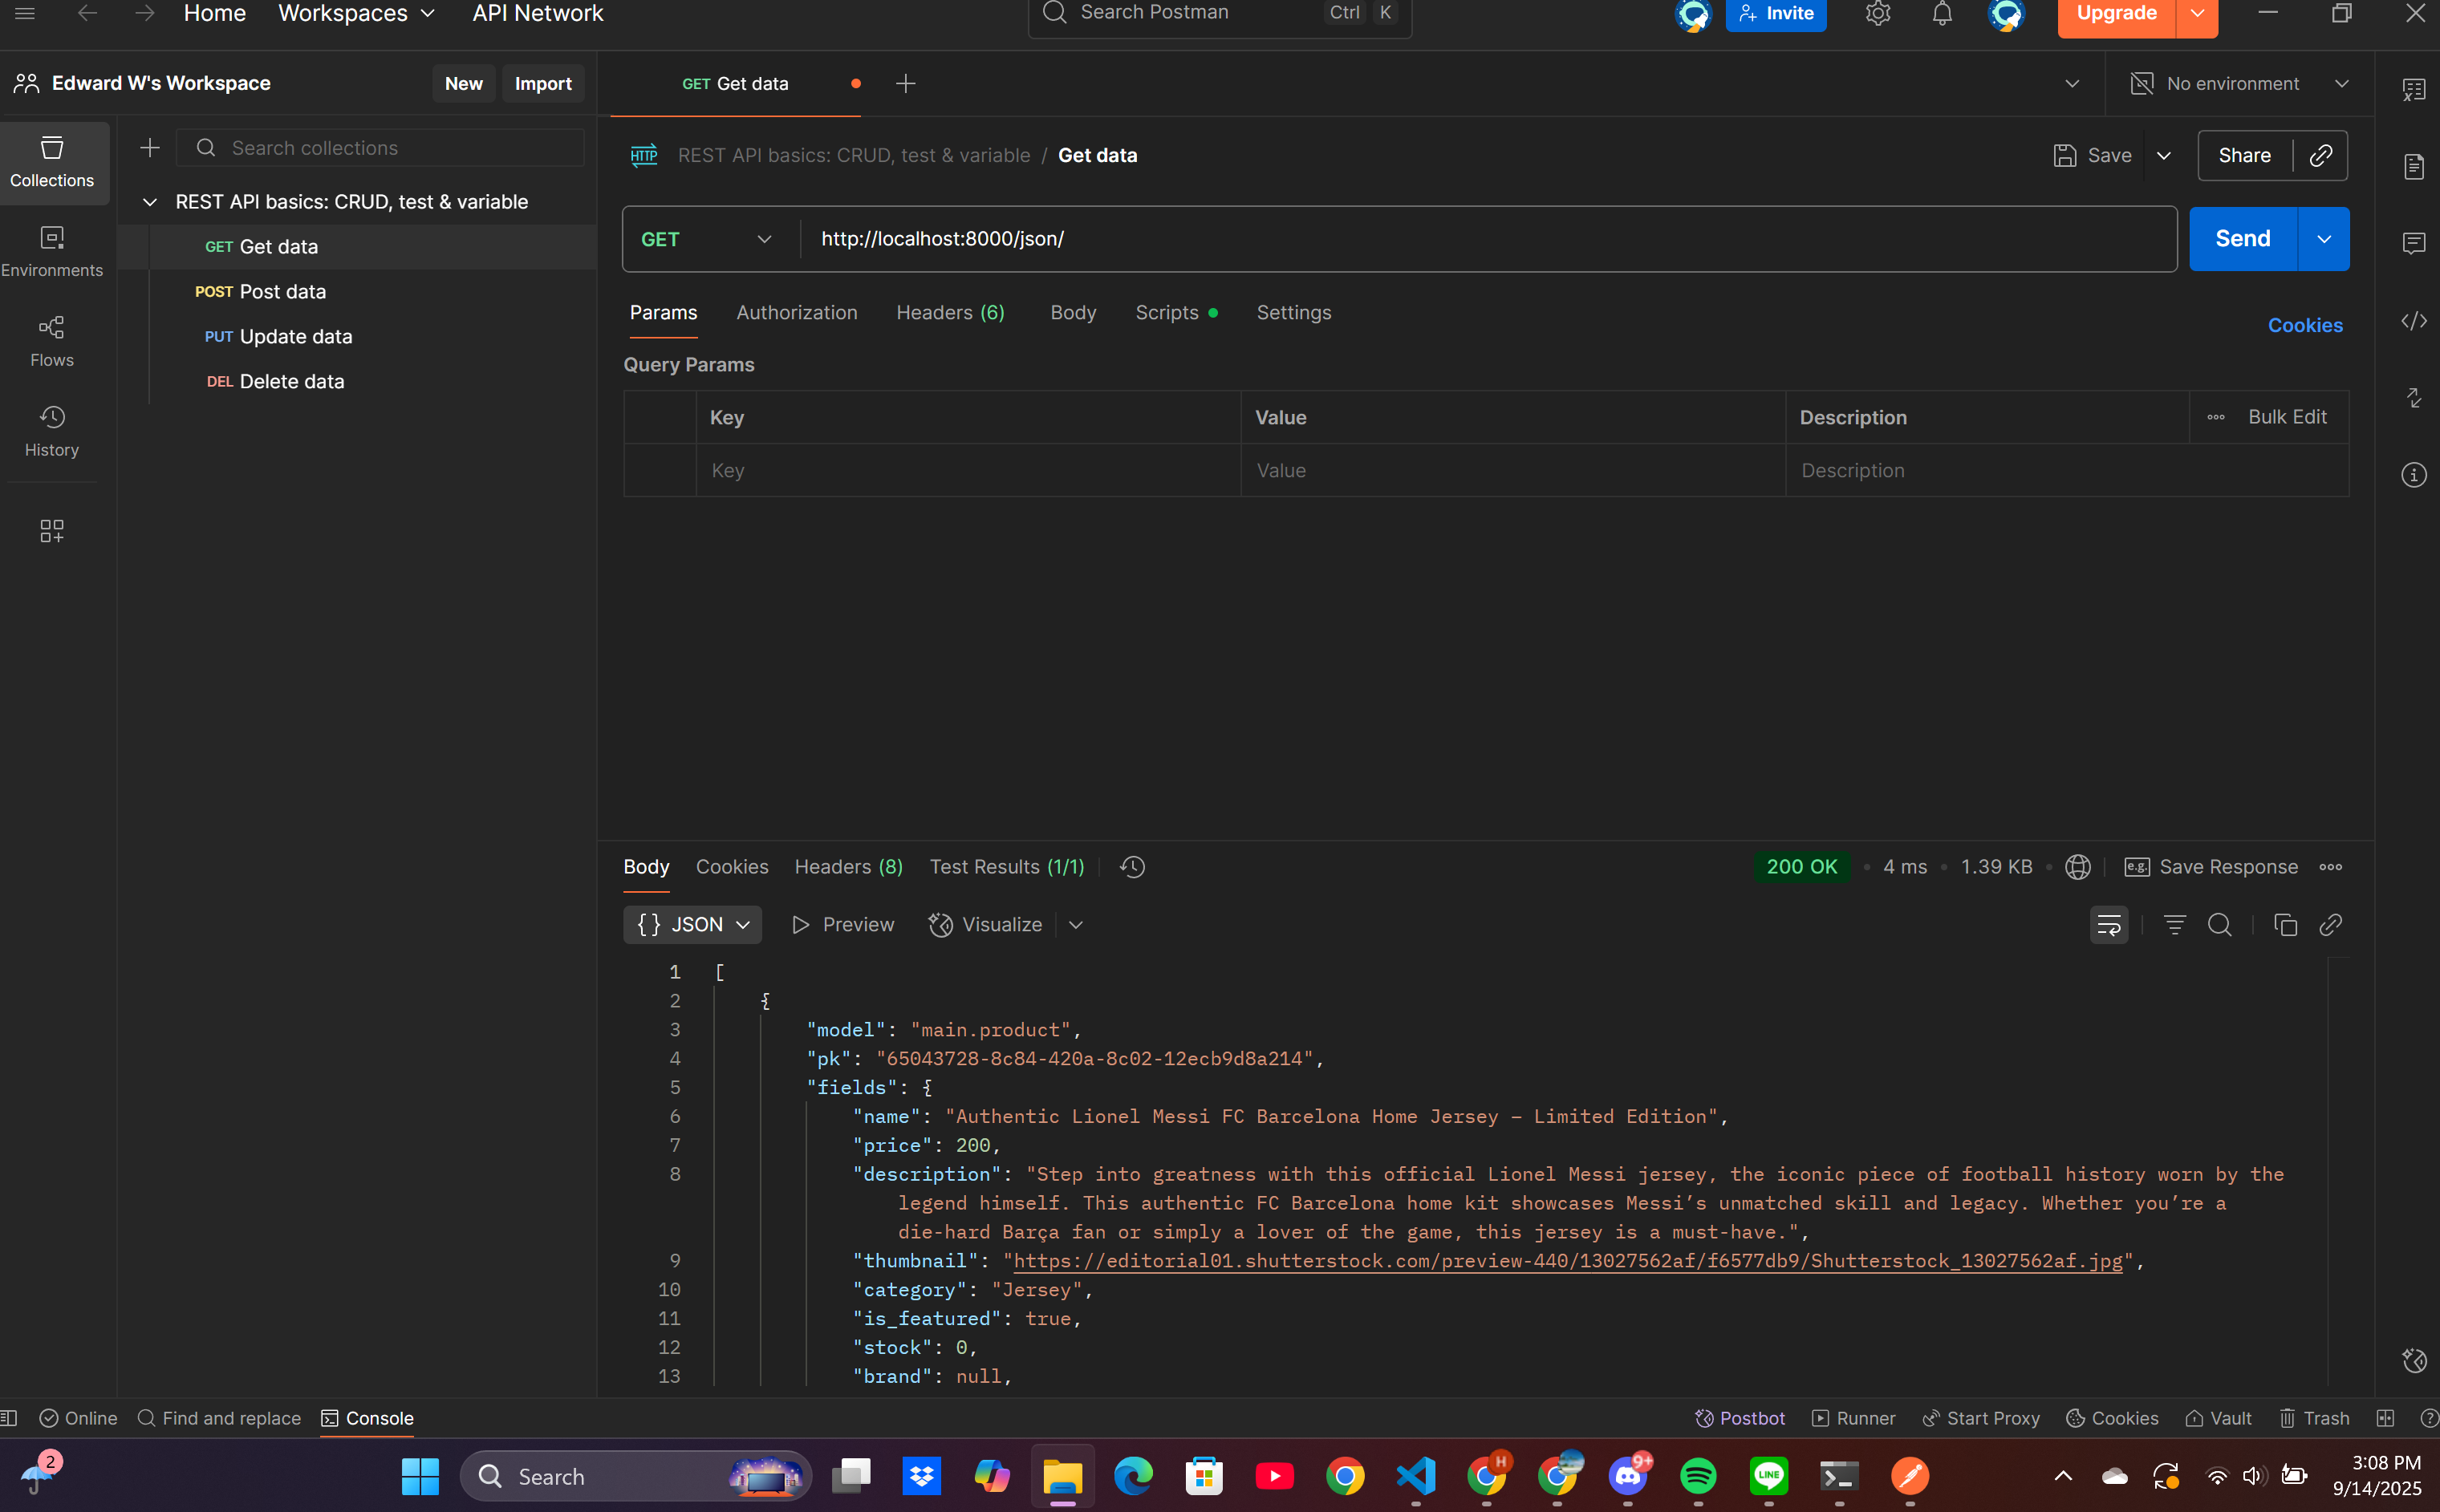 Home Workspaces API Network Search Postman Ctrl K Invite Upgrade
Edward W's Workspace New Import GET Get data No environment
Collections
Search collections
HTTP REST API basics: CRUD, test & variable / Get data Save Share
REST API basics: CRUD, test & variable
GET Get data
POST Post data
PUT Update data
DEL Delete data
Environments
Flows
History
GET http://localhost:8000/json/ Send
Params Authorization Headers (6) Body Scripts Settings Cookies
Query Params
Key Value Description Bulk Edit
Key Value Description
Body Cookies Headers (8) Test Results (1/1) 200 OK 4 ms 1.39 KB e.g. Save Response
{} JSON Preview Visualize
1 [
2 {
3 "model": "main.product",
4 "pk": "65043728-8c84-420a-8c02-12ecb9d8a214",
5 "fields": {
6 "name": "Authentic Lionel Messi FC Barcelona Home Jersey – Limited Edition",
7 "price": 200,
8 "description": "Step into greatness with this official Lionel Messi jersey, the iconic piece of football history worn by the
legend himself. This authentic FC Barcelona home kit showcases Messi’s unmatched skill and legacy. Whether you’re a
die-hard Barça fan or simply a lover of the game, this jersey is a must-have.",
9 "thumbnail": "https://editorial01.shutterstock.com/preview-440/13027562af/f6577db9/Shutterstock_13027562af.jpg",
10 "category": "Jersey",
11 "is_featured": true,
12 "stock": 0,
13 "brand": null,
Online Find and replace Console Postbot Runner Start Proxy Cookies Vault Trash
2 Search H 9+ LINE 3:08 PM
9/14/2025